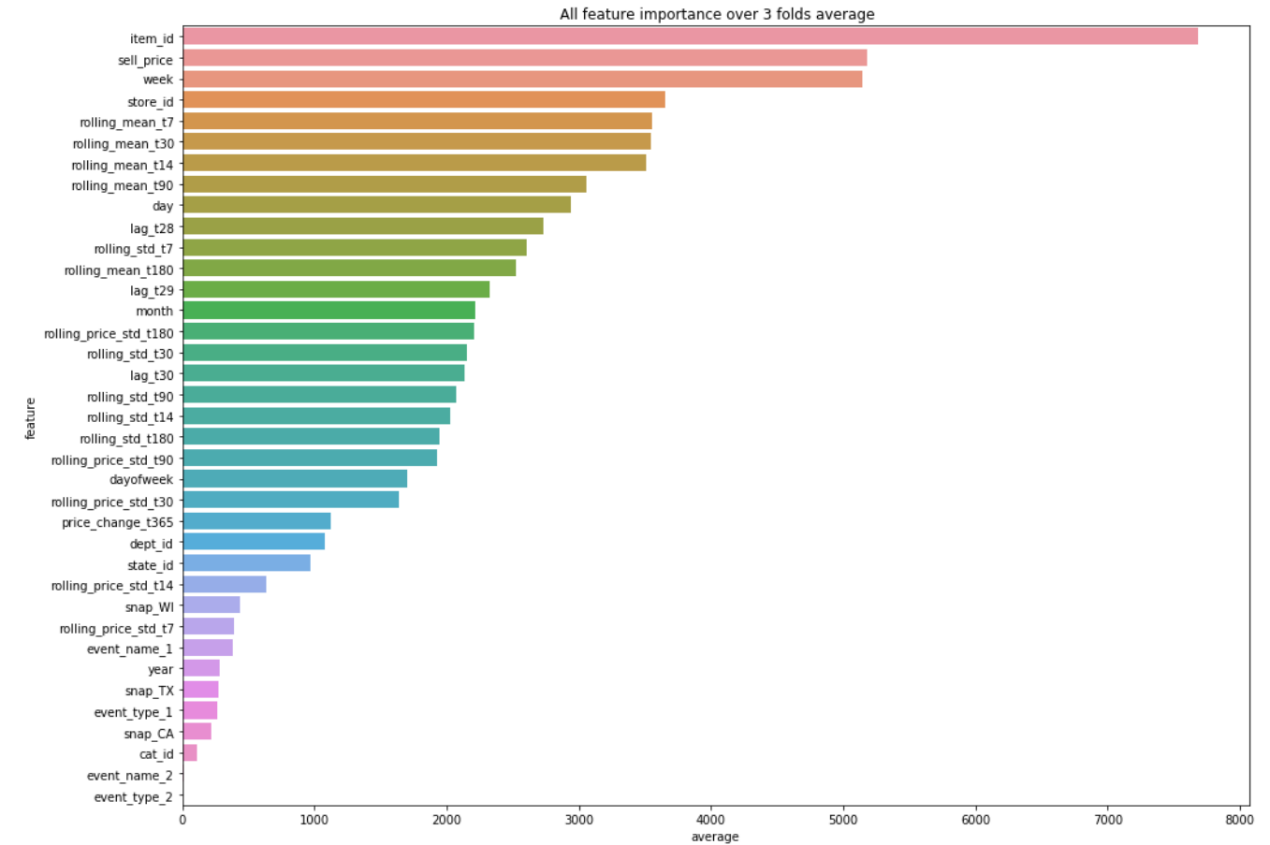 All feature importance over 3 folds average
item_id
sell_price
week
store_id
rolling_mean_t7
rolling_mean_t30
rolling_mean_t14
rolling_mean_t90
day
lag_t28
rolling_std_t7
rolling_mean_t180
lag_t29
month
rolling_price_std_t180
rolling_std_t30
lag_t30
rolling_std_t90
rolling_std_t14
rolling_std_t180
rolling_price_std_t90
dayofweek
rolling_price_std_t30
price_change_t365
dept_id
state_id
rolling_price_std_t14
snap_WI
rolling_price_std_t7
event_name_1
year
snap_TX
event_type_1
snap_CA
cat_id
event_name_2
event_type_2
feature
0 1000 2000 3000 4000 5000 6000 7000 8000
average